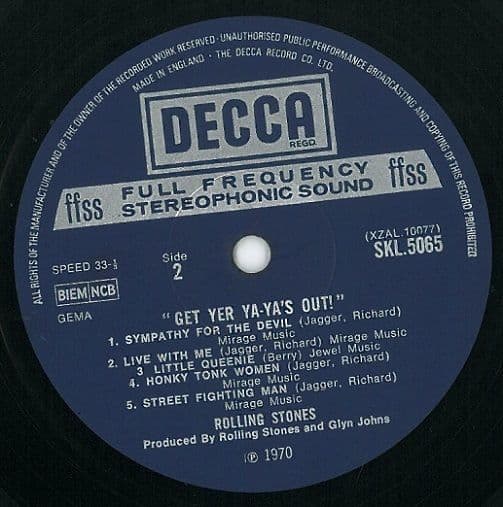 ALL RIGHTS OF THE MANUFACTURER AND OF THE OWNER OF THE RECORDED WORK RESERVED · UNAUTHORISED PUBLIC PERFORMANCE BROADCASTING AND COPYING OF THIS RECORD PROHIBITED
MADE IN ENGLAND · THE DECCA RECORD CO. LTD.
DECCA
REGD.
ffss FULL FREQUENCY ffss
STEREOPHONIC SOUND
SPEED 33-⅓
Side
2
(XZAL.10077)
SKL.5065
BIEM NCB
GEMA
"GET YER YA-YA'S OUT!"
1. SYMPATHY FOR THE DEVIL (Jagger, Richard)
Mirage Music
2. LIVE WITH ME (Jagger, Richard) Mirage Music
3 LITTLE QUEENIE (Berry) Jewel Music
4. HONKY TONK WOMEN (Jagger, Richard)
Mirage Music
5. STREET FIGHTING MAN (Jagger, Richard)
Mirage Music
ROLLING STONES
Produced By Rolling Stones and Glyn Johns
℗ 1970